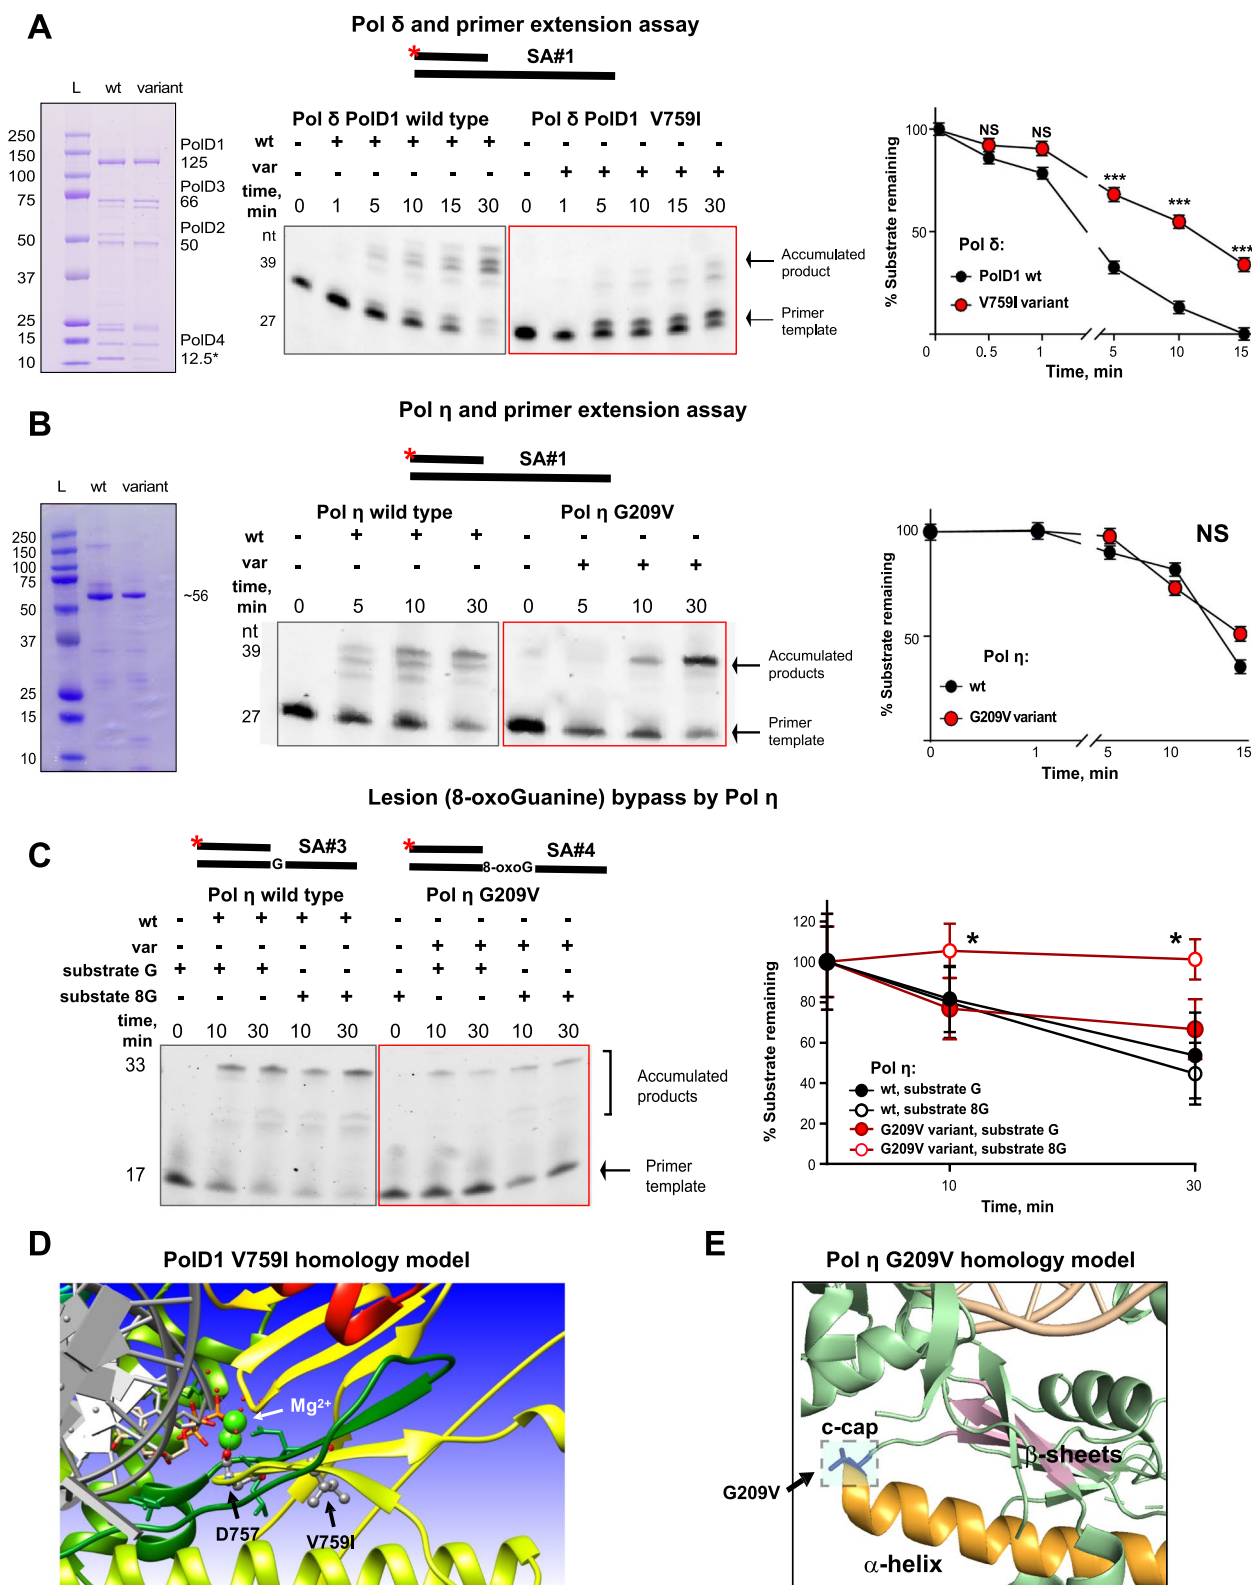 A
Pol δ and primer extension assay
* SA#1
L wt variant
250
150
100
75
50
37
25
15
10
PolD1
125
PolD3
66
PolD2
50
PolD4
12.5*
Pol δ PolD1 wild type Pol δ PolD1 V759I
wt - + + + + + - - - - - -
var - - - - - - - + + + + +
time, min 0 1 5 10 15 30 0 1 5 10 15 30
nt
39
27
Accumulated
product
Primer
template
% Substrate remaining
100
50
NS NS *** *** ***
Pol δ:
PolD1 wt
V759I variant
0 0.5 1 5 10 15
Time, min
B
Pol η and primer extension assay
* SA#1
L wt variant
250
150
100
75
50
37
25
15
10
~56
Pol η wild type Pol η G209V
wt - + + + - - - -
var - - - - - + + +
time, min 0 5 10 30 0 5 10 30
nt
39
27
Accumulated
products
Primer
template
% Substrate remaining
100
50
NS
Pol η:
wt
G209V variant
0 1 5 10 15
Time, min
Lesion (8-oxoGuanine) bypass by Pol η
C
* SA#3
G
* SA#4
8-oxoG
Pol η wild type Pol η G209V
wt - + + + + - - - - -
var - - - - - - + + + +
substrate G + + + - - - + + - -
substate 8G - - - + + + - - + +
time, min 0 10 30 10 30 0 10 30 10 30
33
17
Accumulated
products
Primer
template
% Substrate remaining
120
100
80
60
40
20
0
* *
Pol η:
wt, substrate G
wt, substrate 8G
G209V variant, substrate G
G209V variant, substrate 8G
10 30
Time, min
D
PolD1 V759I homology model
Mg²⁺
D757
V759I
E
Pol η G209V homology model
c-cap
β-sheets
G209V
α-helix